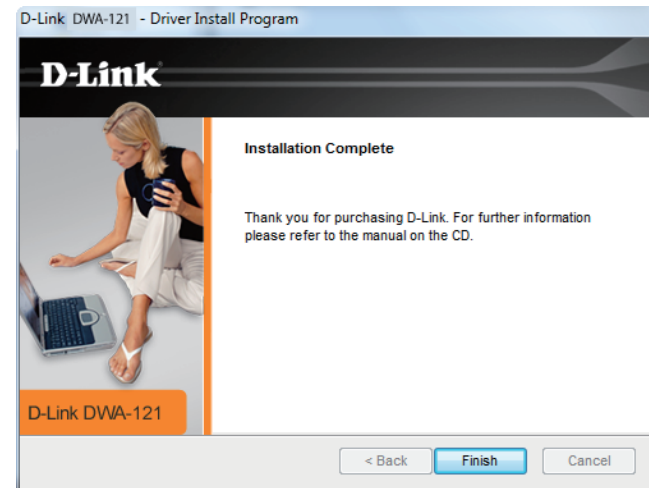 D-Link DWA-121 - Driver Install Program
D-Link
Installation Complete
Thank you for purchasing D-Link. For further information
please refer to the manual on the CD.
D-Link DWA-121
< Back
Finish
Cancel